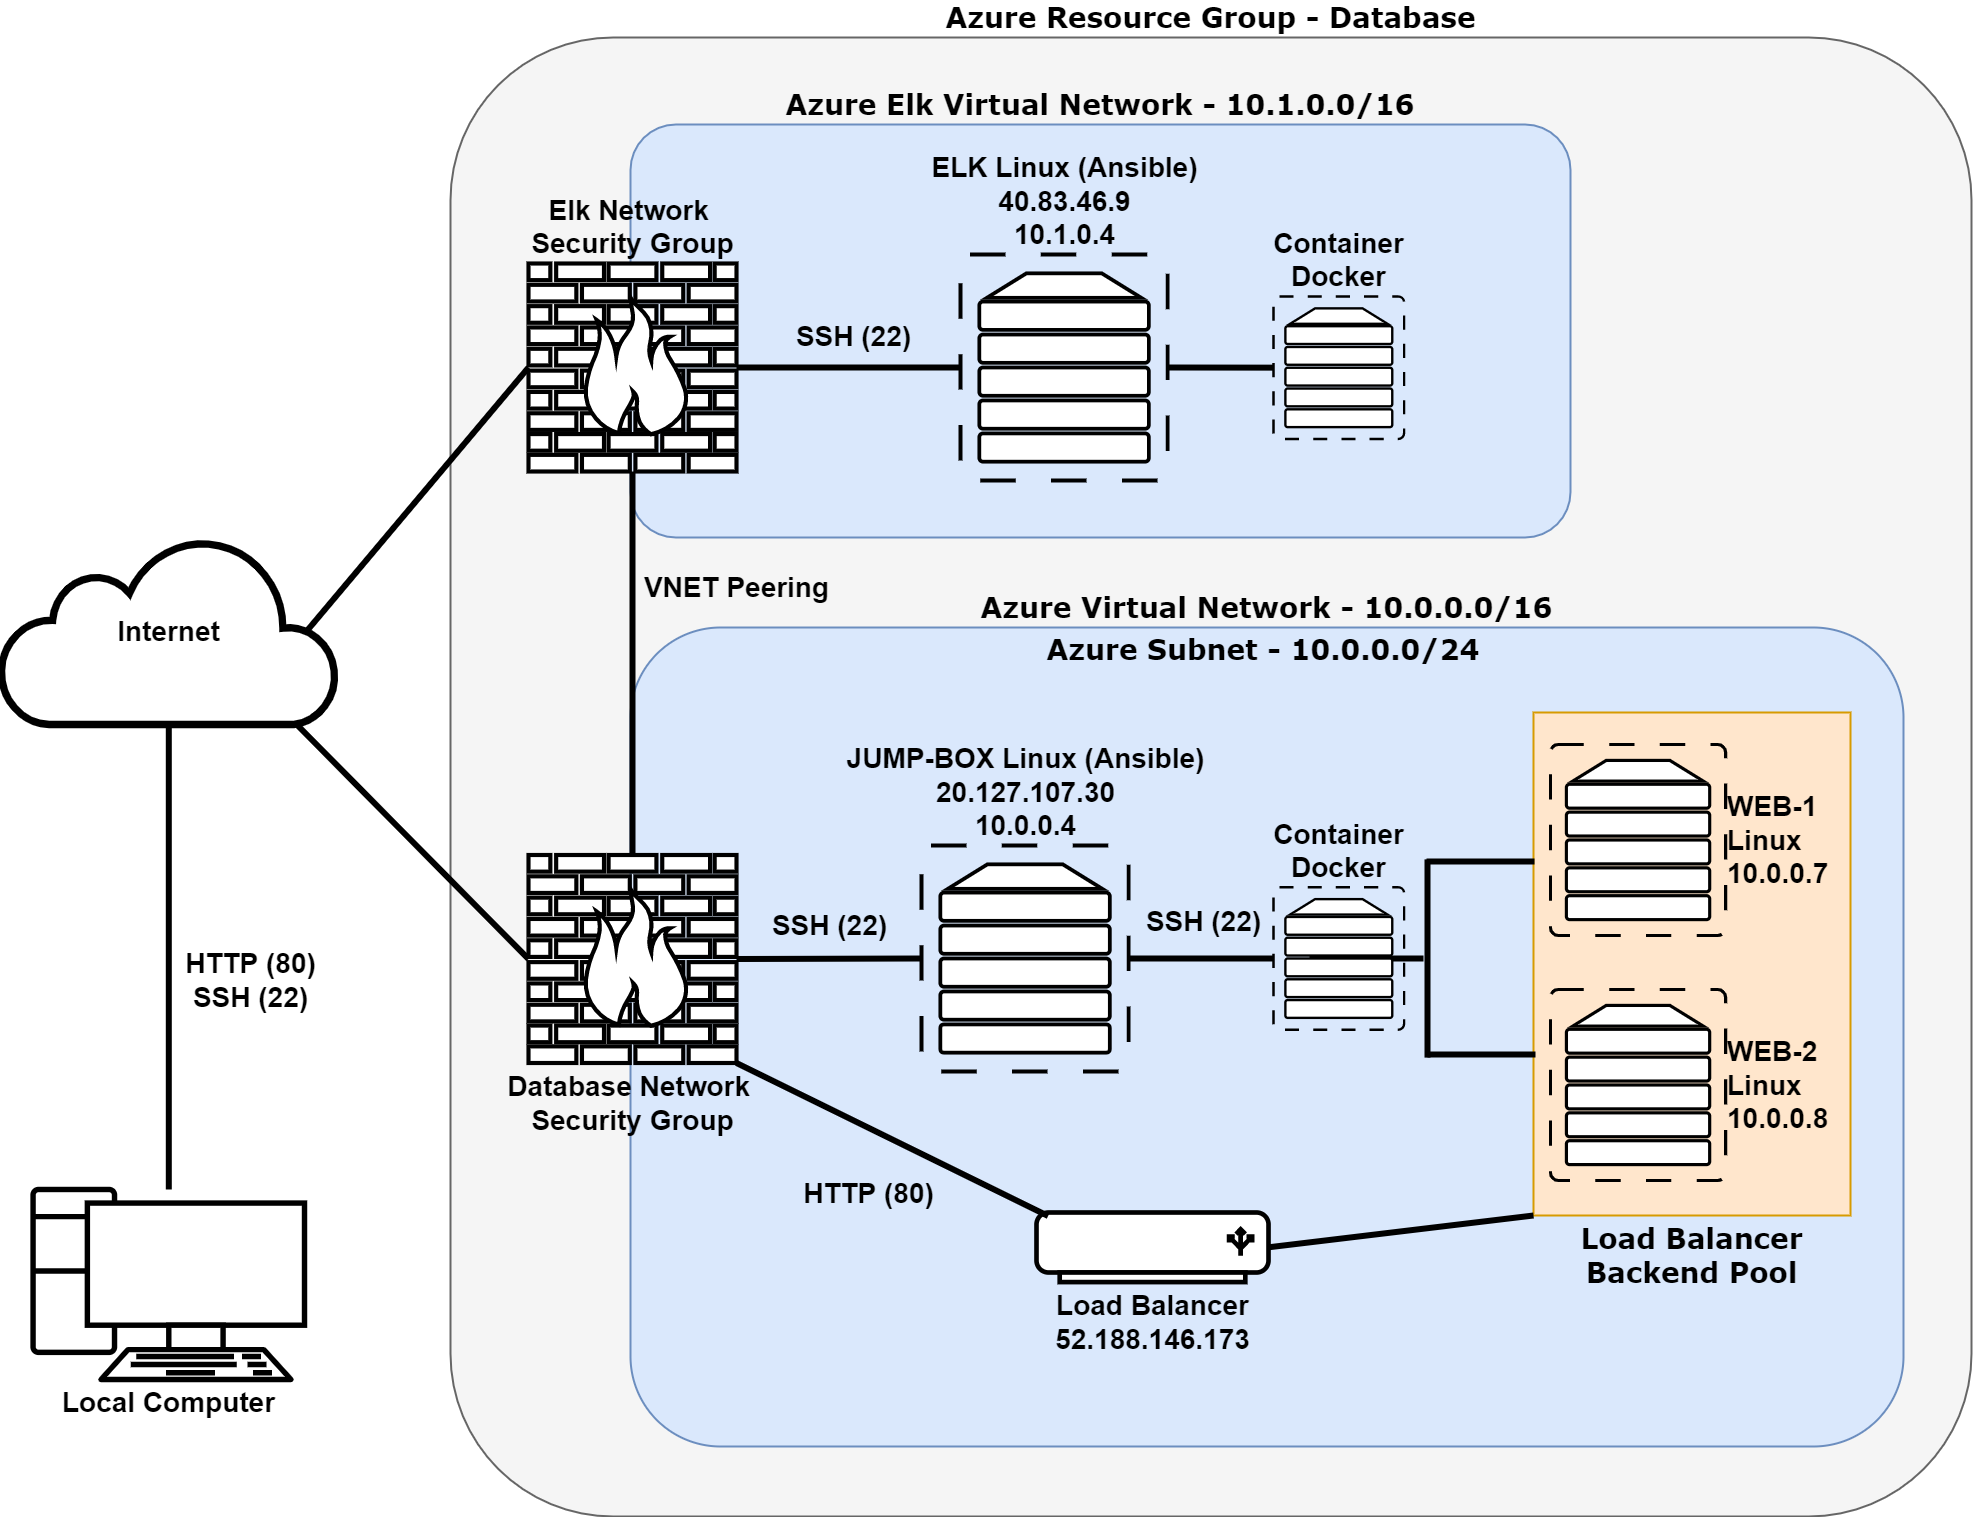 Azure Resource Group - Database
Azure Elk Virtual Network - 10.1.0.0/16
ELK Linux (Ansible)
40.83.46.9
10.1.0.4
Elk Network
Security Group
Container
Docker
SSH (22)
Internet
VNET Peering
Azure Virtual Network - 10.0.0.0/16
Azure Subnet - 10.0.0.0/24
JUMP-BOX Linux (Ansible)
20.127.107.30
10.0.0.4
Container
Docker
WEB-1
Linux
10.0.0.7
SSH (22)
SSH (22)
HTTP (80)
SSH (22)
Database Network
Security Group
WEB-2
Linux
10.0.0.8
HTTP (80)
Load Balancer
Backend Pool
Load Balancer
52.188.146.173
Local Computer